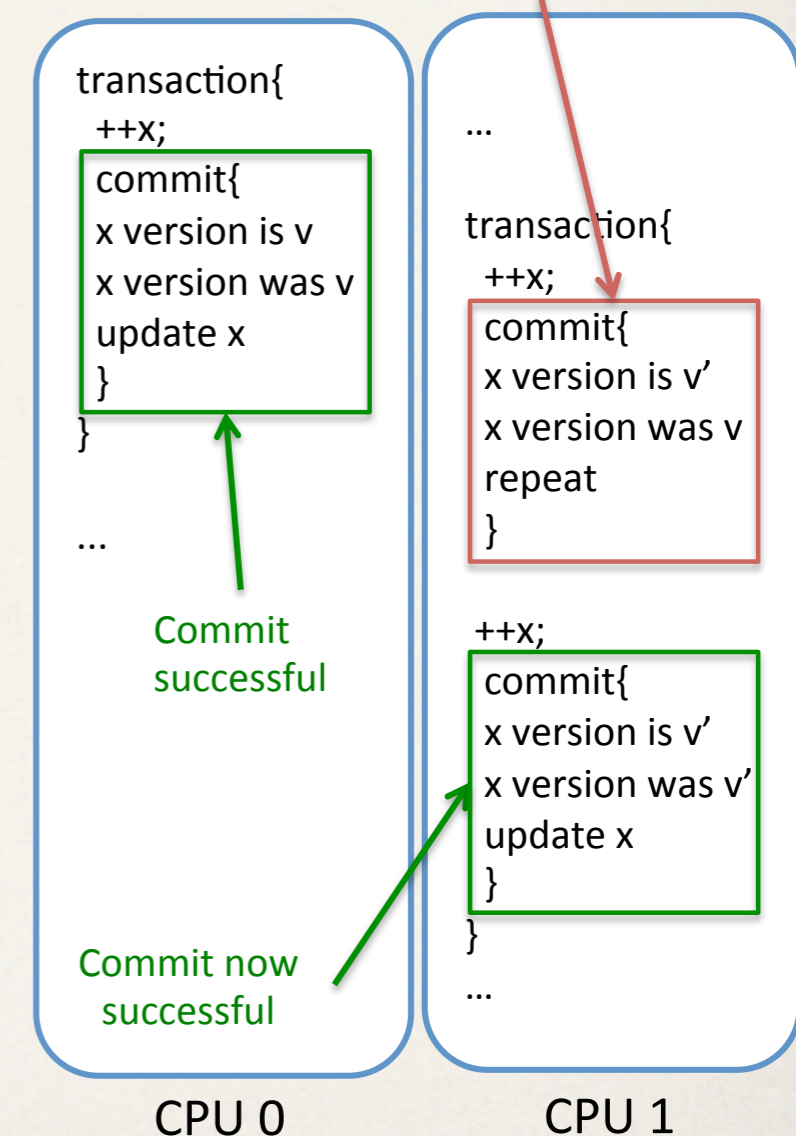 transaction{
++x;
commit{
x version is v
x version was v
update x
}
}
...
Commit
successful
Commit now
successful
CPU 0
...
transaction{
++x;
commit{
x version is v’
x version was v
repeat
}
++x;
commit{
x version is v’
x version was v’
update x
}
}
...
CPU 1